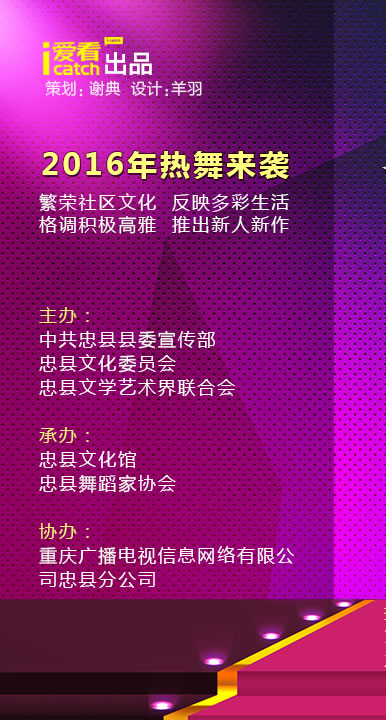 i爱看 icatch
icatch 出品
策划：谢典 设计：羊羽
2016年热舞来袭
繁荣社区文化 反映多彩生活
格调积极高雅 推出新人新作
主办：
中共忠县县委宣传部
忠县文化委员会
忠县文学艺术界联合会
承办：
忠县文化馆
忠县舞蹈家协会
协办：
重庆广播电视信息网络有限公
司忠县分公司